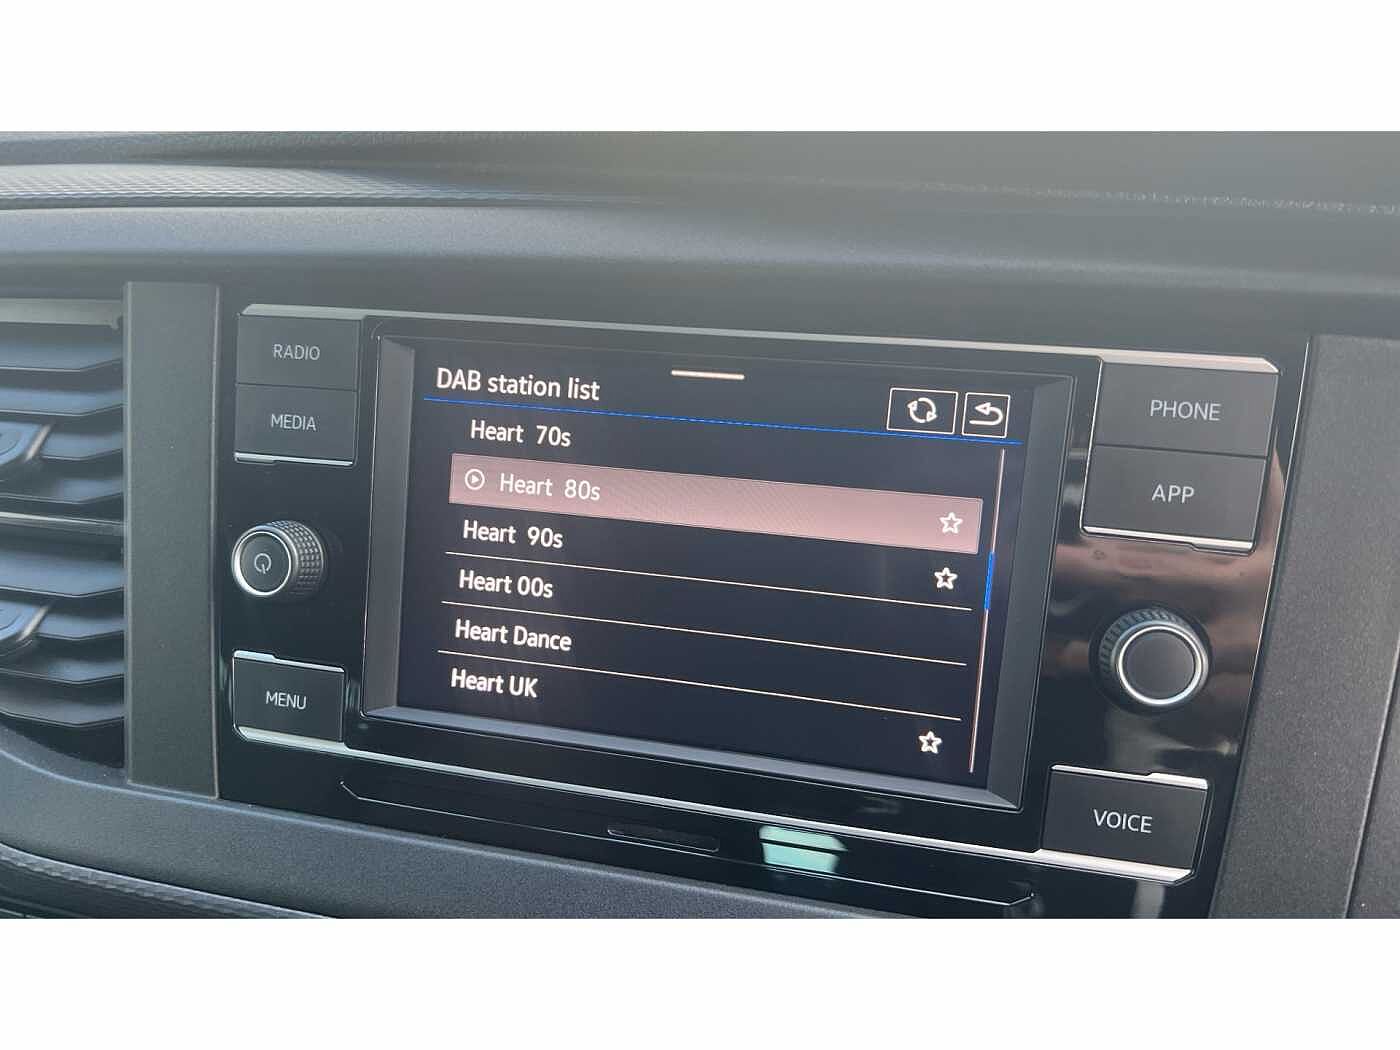 RADIO
MEDIA
MENU
DAB station list
Heart 70s
Heart 80s
Heart 90s
Heart 00s
Heart Dance
Heart UK
PHONE
APP
VOICE